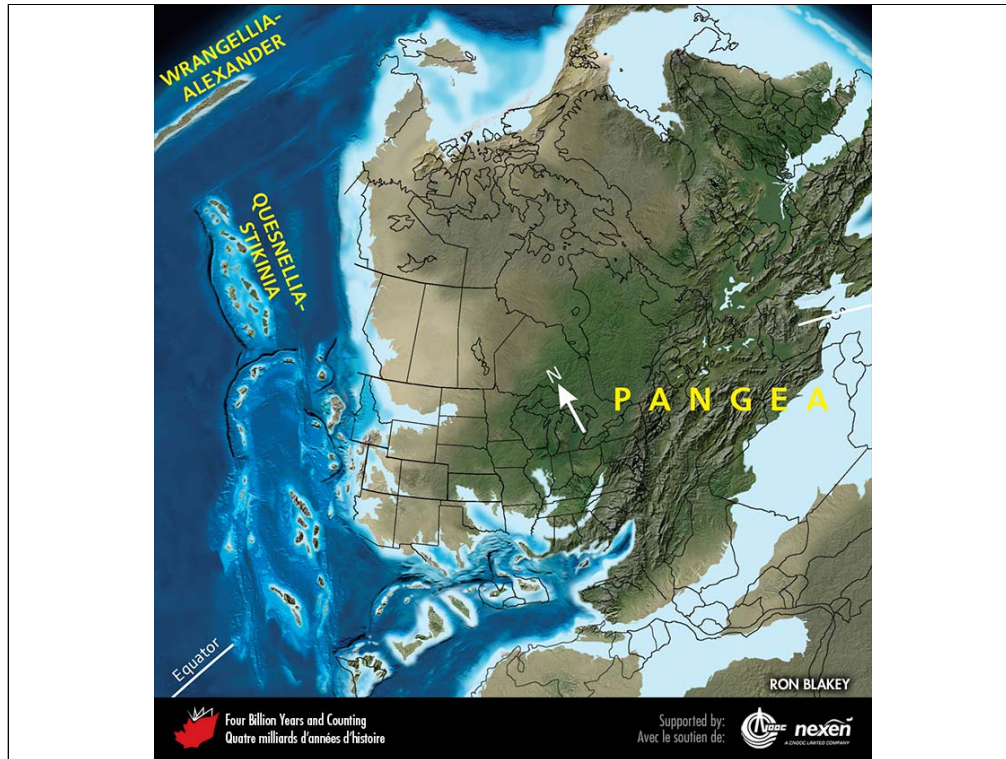 WRANGELLIA-
ALEXANDER
QUESNELLIA-
STIKINIA
N
PANGEA
Equator
RON BLAKEY
Four Billion Years and Counting
Quatre milliards d'années d'histoire
Supported by:
Avec le soutien de:
cnooc nexen
A CNOOC LIMITED COMPANY